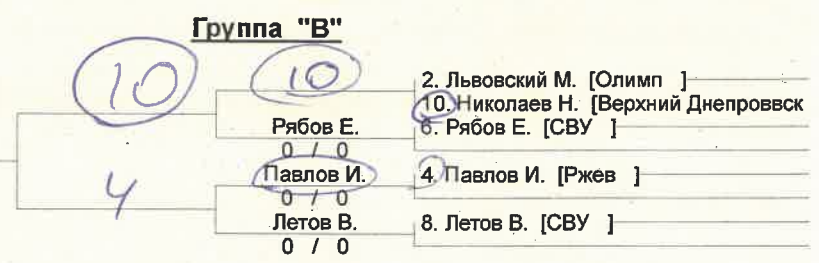 Группа "В"
10
10
2. Львовский М. [Олимп ]
10. Николаев Н. [Верхний Днепроввск
Рябов Е.
6. Рябов Е. [СВУ ]
0 / 0
Павлов И.
4. Павлов И. [Ржев ]
4
0 / 0
Летов В.
8. Летов В. [СВУ ]
0 / 0